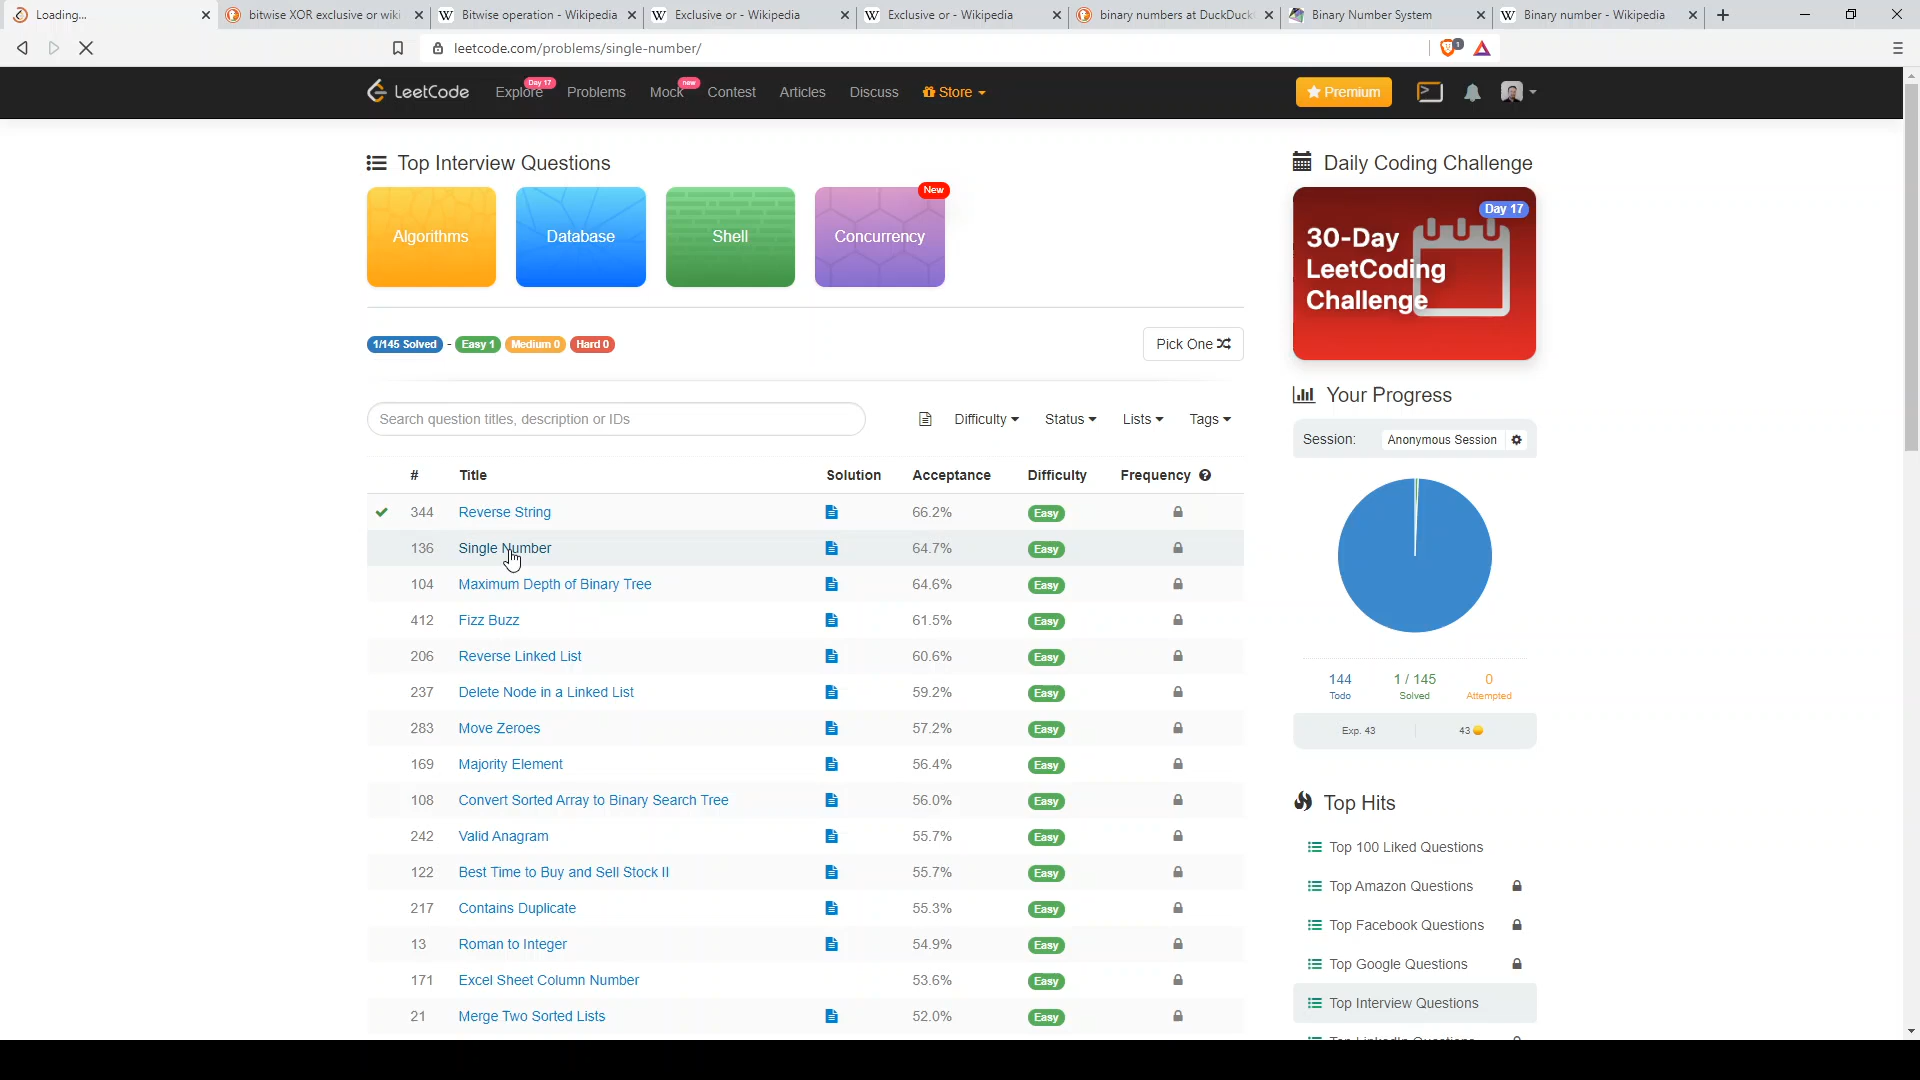 Loading...
bitwise XOR exclusive or wiki
Bitwise operation - Wikipedia
Exclusive or - Wikipedia
Exclusive or - Wikipedia
binary numbers at DuckDuck
Binary Number System
Binary number - Wikipedia
leetcode.com/problems/single-number/
1
LeetCode
Explore
Day 17
Problems
Mock
new
Contest
Articles
Discuss
Store
Premium
Top Interview Questions
Algorithms
Database
Shell
Concurrency
New
Daily Coding Challenge
Day 17
30-Day
LeetCoding
Challenge
1/145 Solved - Easy 1 Medium 0 Hard 0
Pick One
Your Progress
Search question titles, description or IDs
Difficulty
Status
Lists
Tags
Session: Anonymous Session
# Title Solution Acceptance Difficulty Frequency
344 Reverse String 66.2% Easy
136 Single Number 64.7% Easy
104 Maximum Depth of Binary Tree 64.6% Easy
412 Fizz Buzz 61.5% Easy
206 Reverse Linked List 60.6% Easy
237 Delete Node in a Linked List 59.2% Easy
283 Move Zeroes 57.2% Easy
169 Majority Element 56.4% Easy
108 Convert Sorted Array to Binary Search Tree 56.0% Easy
242 Valid Anagram 55.7% Easy
122 Best Time to Buy and Sell Stock II 55.7% Easy
217 Contains Duplicate 55.3% Easy
13 Roman to Integer 54.9% Easy
171 Excel Sheet Column Number 53.6% Easy
21 Merge Two Sorted Lists 52.0% Easy
144 1 / 145 0
Todo Solved Attempted
Exp. 43 43
Top Hits
Top 100 Liked Questions
Top Amazon Questions
Top Facebook Questions
Top Google Questions
Top Interview Questions